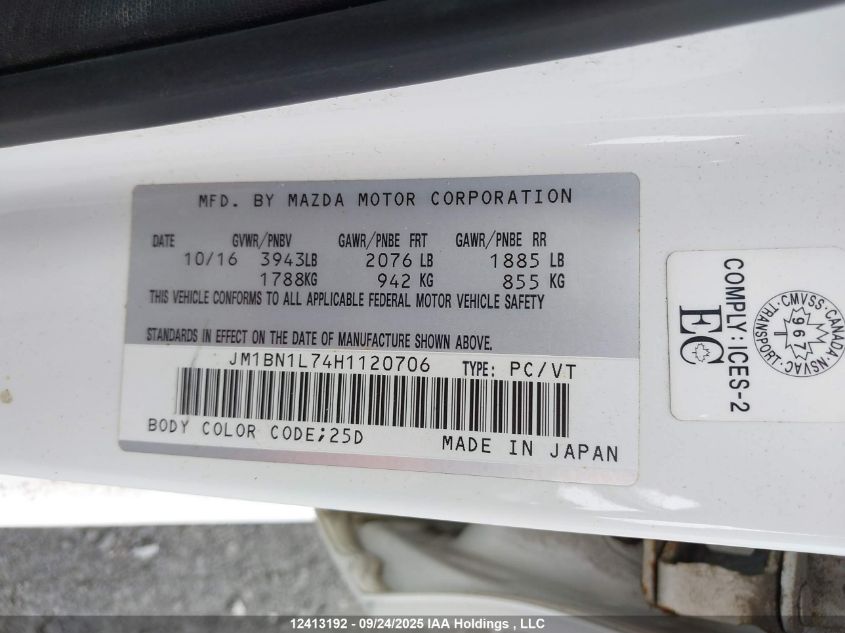 MFD. BY MAZDA MOTOR CORPORATION
DATE GVWR/PNBV GAWR/PNBE FRT GAWR/PNBE RR
10/16 3943LB 2076 LB 1885 LB
1788KG 942 KG 855 KG
THIS VEHICLE CONFORMS TO ALL APPLICABLE FEDERAL MOTOR VEHICLE SAFETY
STANDARDS IN EFFECT ON THE DATE OF MANUFACTURE SHOWN ABOVE.
JM1BN1L74H1120706 TYPE: PC/VT
BODY COLOR CODE;25D MADE IN JAPAN
COMPLY:ICES-2
EC
CMVSS·CANADA·NSVAC
TRANSPORT
196
12413192 - 09/24/2025 IAA Holdings , LLC